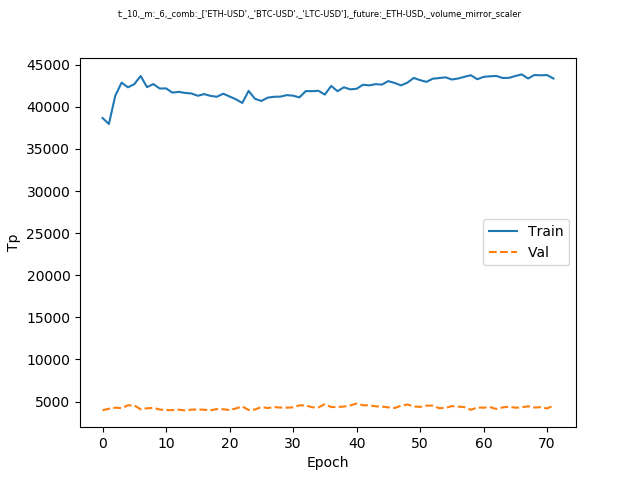 t:_10,_m:_6,_comb:_['ETH-USD',_'BTC-USD',_'LTC-USD'],_future:_ETH-USD,_volume_mirror_scaler
45000
40000
35000
30000
25000
20000
15000
10000
5000
Tp
Train
Val
0 10 20 30 40 50 60 70
Epoch